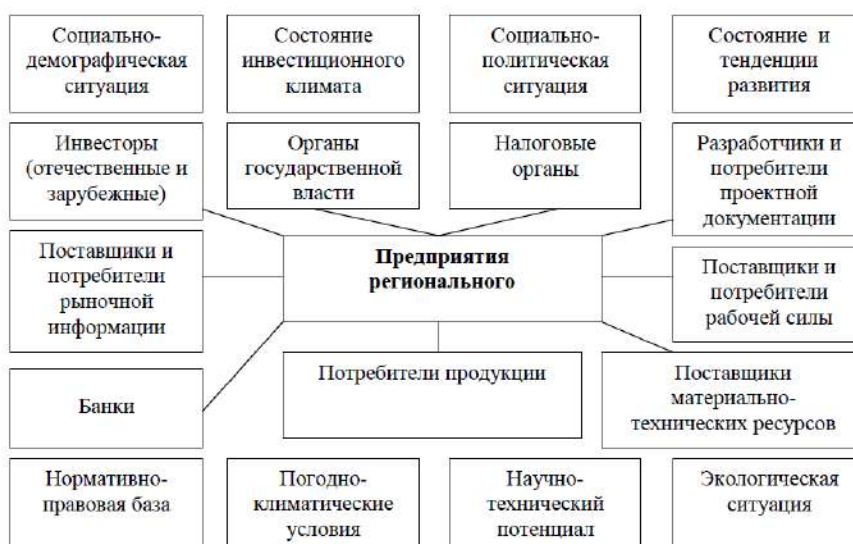 Социально-
демографическая
ситуация
Состояние
инвестиционного
климата
Социально-
политическая
ситуация
Состояние и
тенденции
развития
Инвесторы
(отечественные и
зарубежные)
Органы
государственной
власти
Налоговые
органы
Разработчики и
потребители
проектной
документации
Поставщики и
потребители
рыночной
информации
Предприятия
регионального
Поставщики и
потребители
рабочей силы
Банки
Потребители продукции
Поставщики
материально-
технических ресурсов
Нормативно-
правовая база
Погодно-
климатические
условия
Научно-
технический
потенциал
Экологическая
ситуация